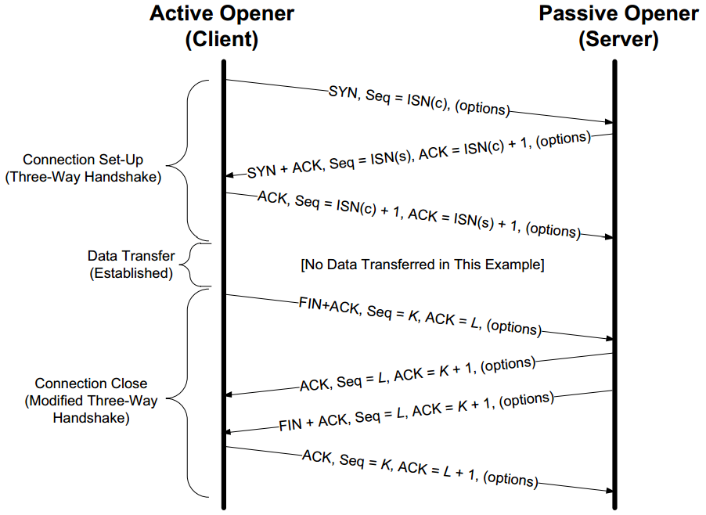 Active Opener
(Client)
Passive Opener
(Server)
SYN, Seq = ISN(c), (options)
SYN + ACK, Seq = ISN(s), ACK = ISN(c) + 1, (options)
Connection Set-Up
(Three-Way Handshake)
ACK, Seq = ISN(c) + 1, ACK = ISN(s) + 1, (options)
Data Transfer
(Established)
[No Data Transferred in This Example]
FIN+ACK, Seq = K, ACK = L, (options)
ACK, Seq = L, ACK = K + 1, (options)
Connection Close
(Modified Three-Way
Handshake)
FIN + ACK, Seq = L, ACK = K + 1, (options)
ACK, Seq = K, ACK = L + 1, (options)